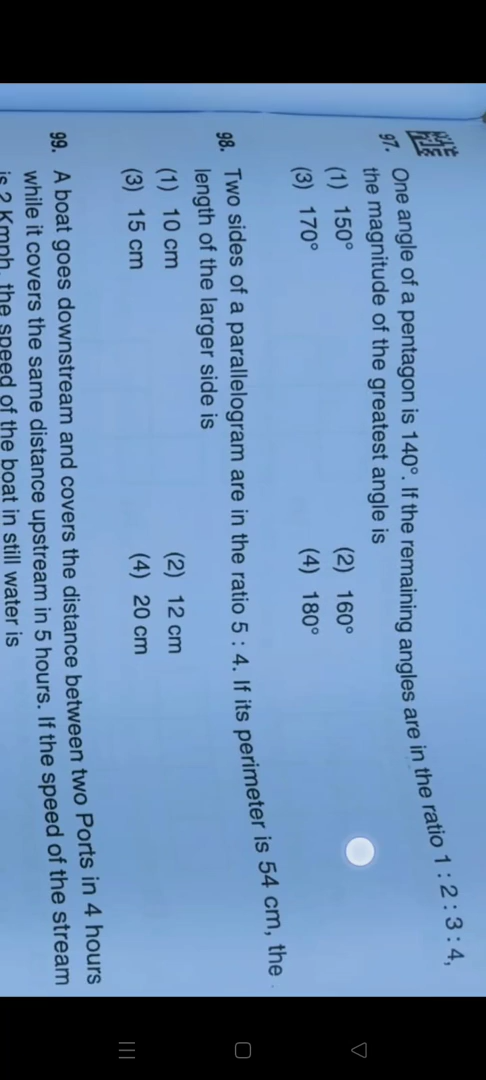 97. One angle of a pentagon is 140°. If the remaining angles are in the ratio 1 : 2 : 3 : 4,
the magnitude of the greatest angle is
(1) 150° (2) 160°
(3) 170° (4) 180°
98. Two sides of a parallelogram are in the ratio 5 : 4. If its perimeter is 54 cm, the
length of the larger side is
(1) 10 cm (2) 12 cm
(3) 15 cm (4) 20 cm
99. A boat goes downstream and covers the distance between two Ports in 4 hours
while it covers the same distance upstream in 5 hours. If the speed of the stream
is 2 Kmph, the speed of the boat in still water is